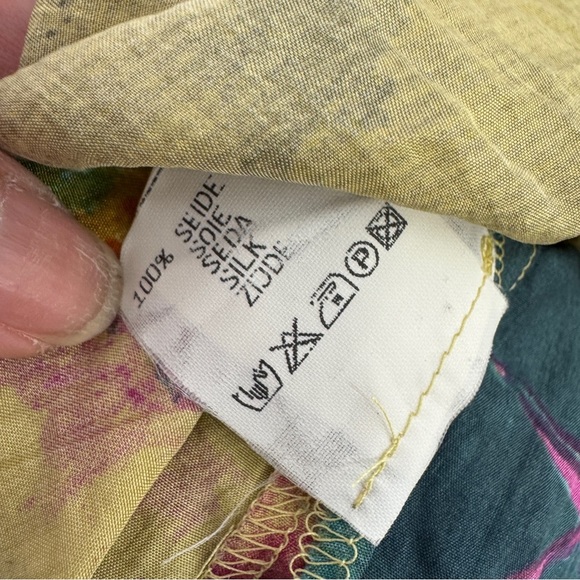 100% SEIDE
SOIE
SEDA
SILK
ZIJDE
P